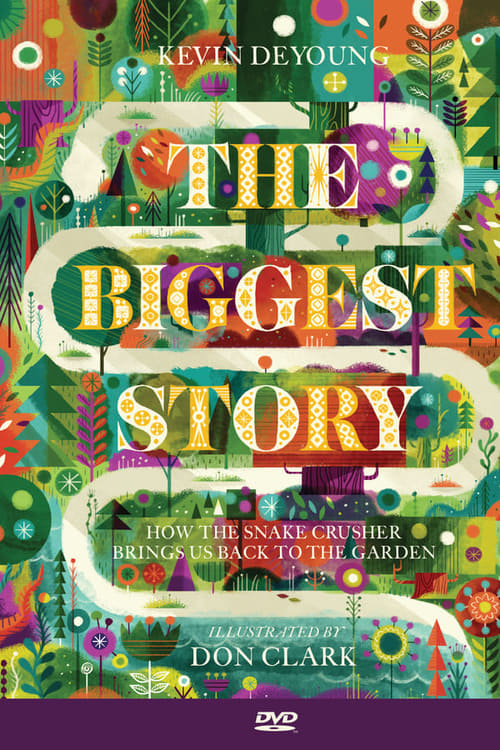 KEVIN DEYOUNG
THE
BIGGEST
STORY
HOW THE SNAKE CRUSHER
BRINGS US BACK TO THE GARDEN
ILLUSTRATED BY
DON CLARK
DVD